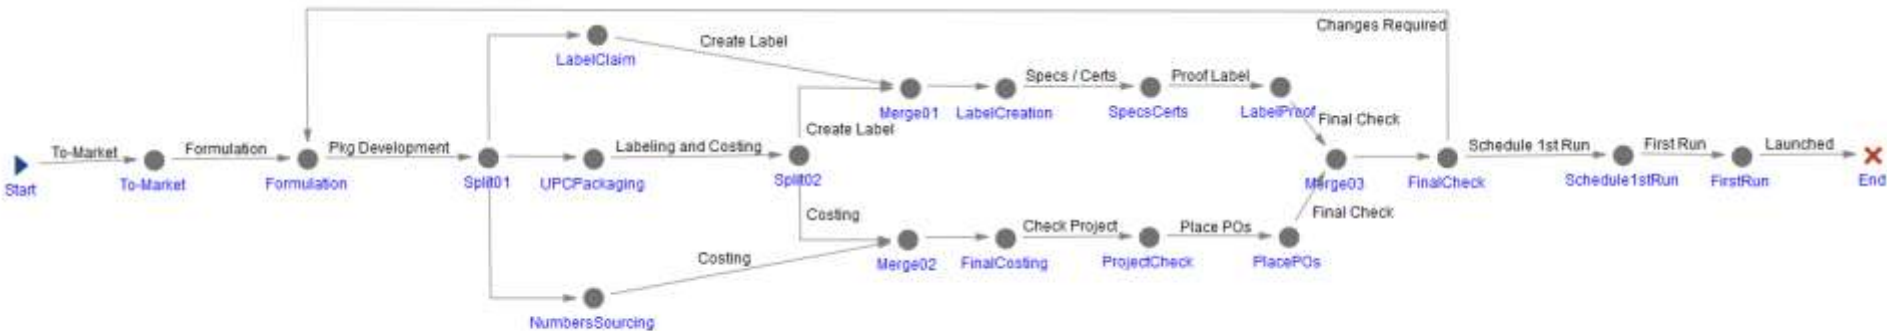 Changes Required
Create Label
LabelClaim
Specs / Certs
Proof Label
Merge01
LabelCreation
SpecsCerts
LabelProof
Final Check
Create Label
To-Market
Formulation
Pkg Development
Labeling and Costing
Schedule 1st Run
First Run
Launched
Start
To-Market
Formulation
Split01
UPCPackaging
Split02
Merge03
FinalCheck
Schedule1stRun
FirstRun
End
Costing
Final Check
Check Project
Place POs
Costing
Merge02
FinalCosting
ProjectCheck
PlacePOs
NumbersSourcing